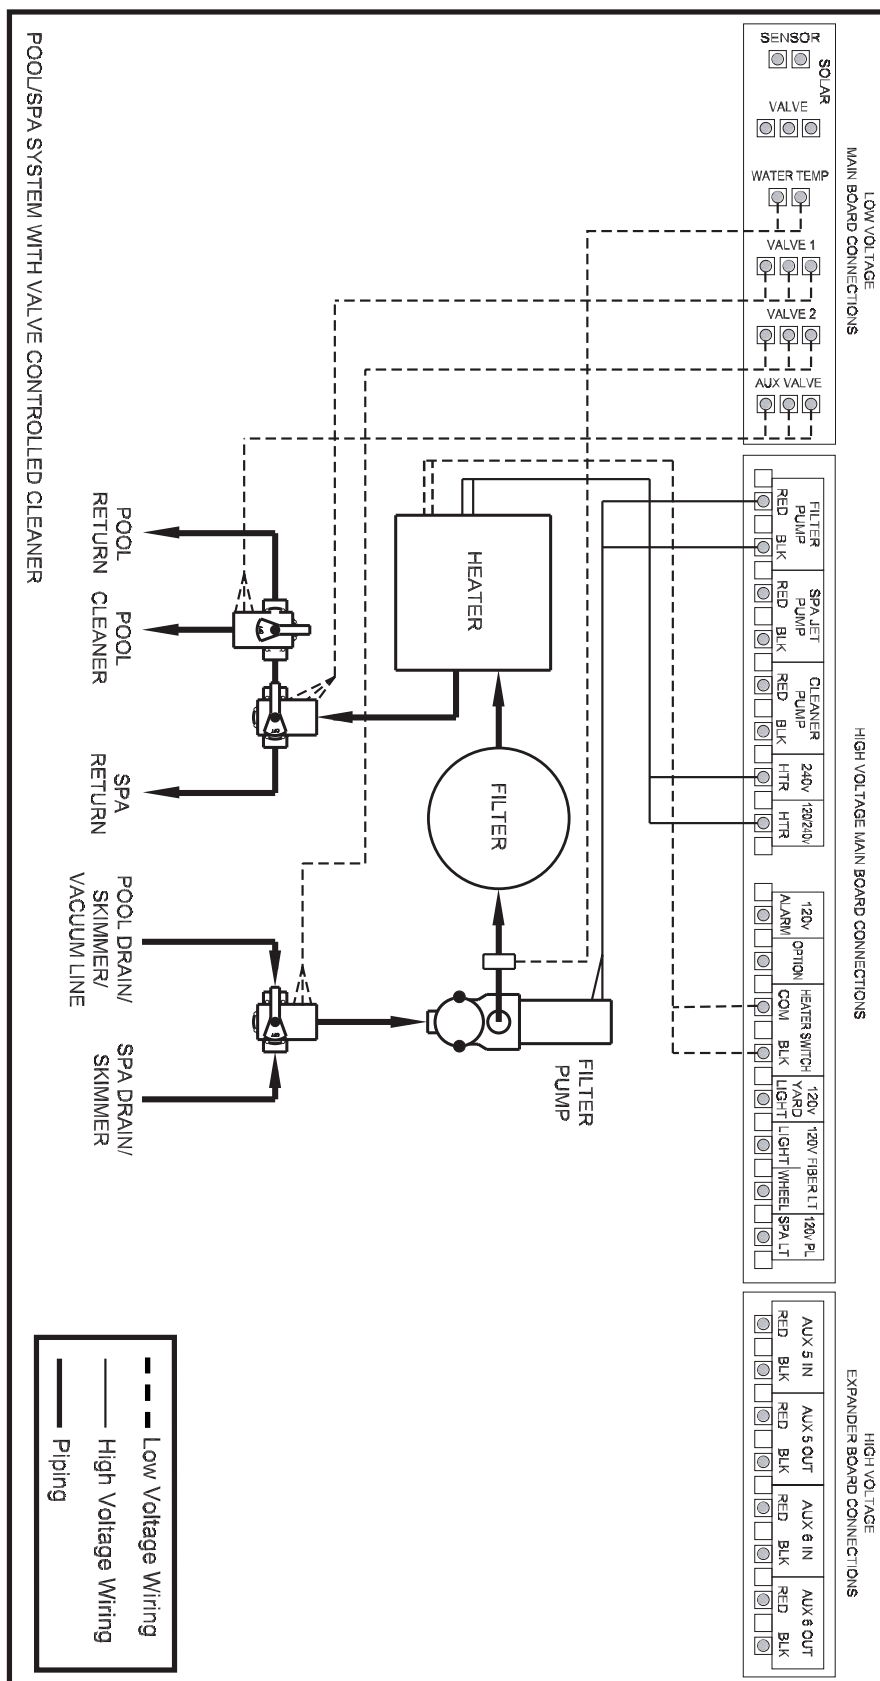 LOW VOLTAGE
MAIN BOARD CONNECTIONS
SOLAR
SENSOR
VALVE
WATER TEMP
VALVE 1
VALVE 2
AUX VALVE
HIGH VOLTAGE MAIN BOARD CONNECTIONS
FILTER
PUMP
RED BLK
SPA JET
PUMP
RED BLK
CLEANER
PUMP
RED BLK
240v
HTR
120/240v
HTR
120v
ALARM
OPTION
HEATER SWITCH
COM BLK
120v
YARD
LIGHT
120V FIBER LT
LIGHT WHEEL
120v PL
SPA LT
HIGH VOLTAGE
EXPANDER BOARD CONNECTIONS
AUX 5 IN
RED BLK
AUX 5 OUT
RED BLK
AUX 6 IN
RED BLK
AUX 6 OUT
RED BLK
HEATER
FILTER
FILTER
PUMP
POOL
RETURN
POOL
CLEANER
SPA
RETURN
POOL DRAIN/
SKIMMER/
VACUUM LINE
SPA DRAIN/
SKIMMER
Low Voltage Wiring
High Voltage Wiring
Piping
POOL/SPA SYSTEM WITH VALVE CONTROLLED CLEANER